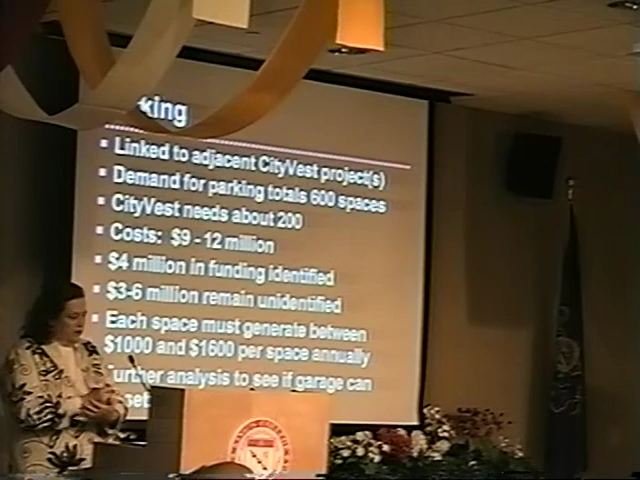 king
Linked to adjacent CityVest project(s)
Demand for parking totals 600 spaces
CityVest needs about 200
Costs: $9 - 12 million
$4 million in funding identified
$3-6 million remain unidentified
Each space must generate between
$1000 and $1600 per space annually
urther analysis to see if garage can
set